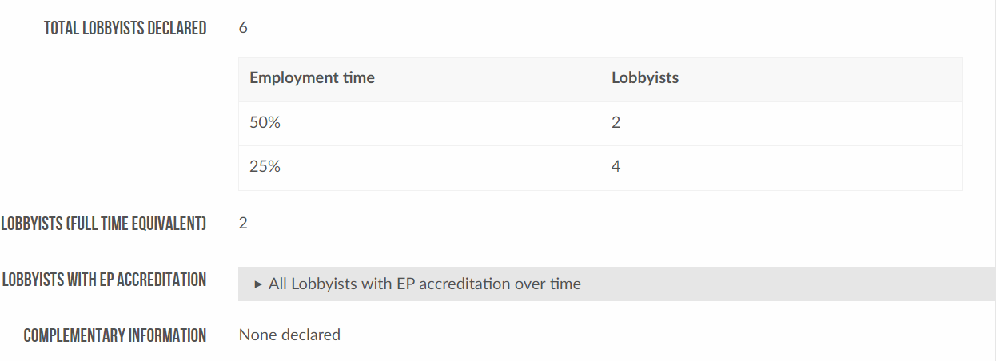 TOTAL LOBBYISTS DECLARED 6
Employment time Lobbyists
50% 2
25% 4
LOBBYISTS (FULL TIME EQUIVALENT) 2
LOBBYISTS WITH EP ACCREDITATION ▸ All Lobbyists with EP accreditation over time
COMPLEMENTARY INFORMATION None declared